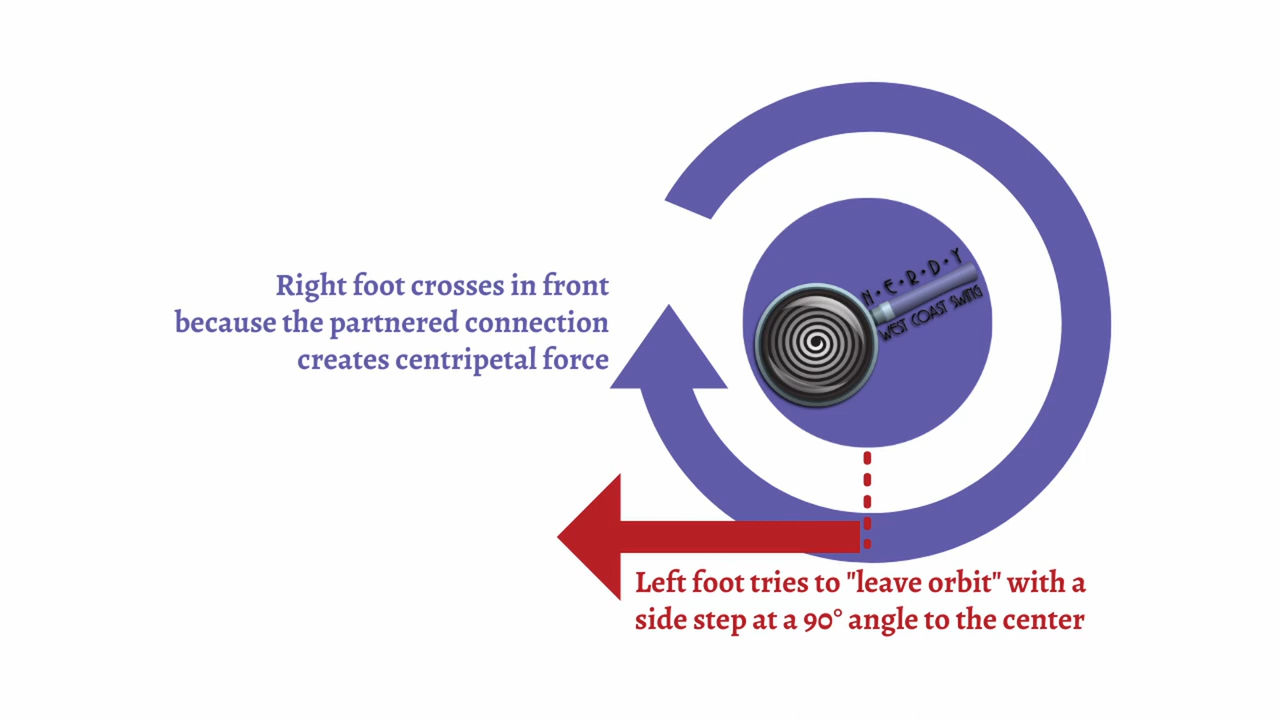 N·E·R·D·Y
WEST COAST SWING
Right foot crosses in front
because the partnered connection
creates centripetal force
Left foot tries to "leave orbit" with a
side step at a 90° angle to the center